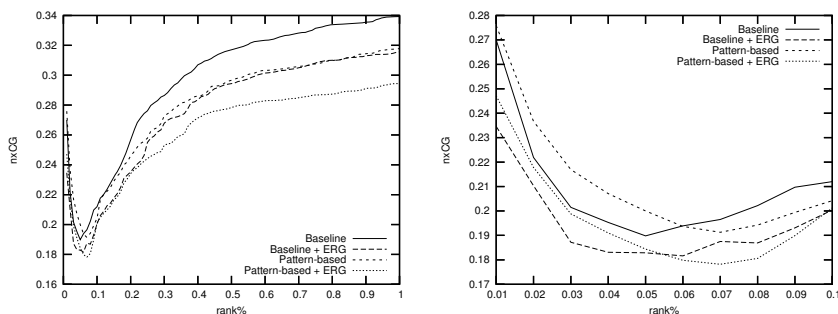 0.34
0.32
0.3
0.28
0.26
0.24
0.22
0.2
0.18
0.16
nxCG
0 0.1 0.2 0.3 0.4 0.5 0.6 0.7 0.8 0.9 1
rank%
Baseline
Baseline + ERG
Pattern-based
Pattern-based + ERG
0.28
0.27
0.26
0.25
0.24
0.23
0.22
0.21
0.2
0.19
0.18
0.17
nxCG
0.01 0.02 0.03 0.04 0.05 0.06 0.07 0.08 0.09 0.1
rank%
Baseline
Baseline + ERG
Pattern-based
Pattern-based + ERG